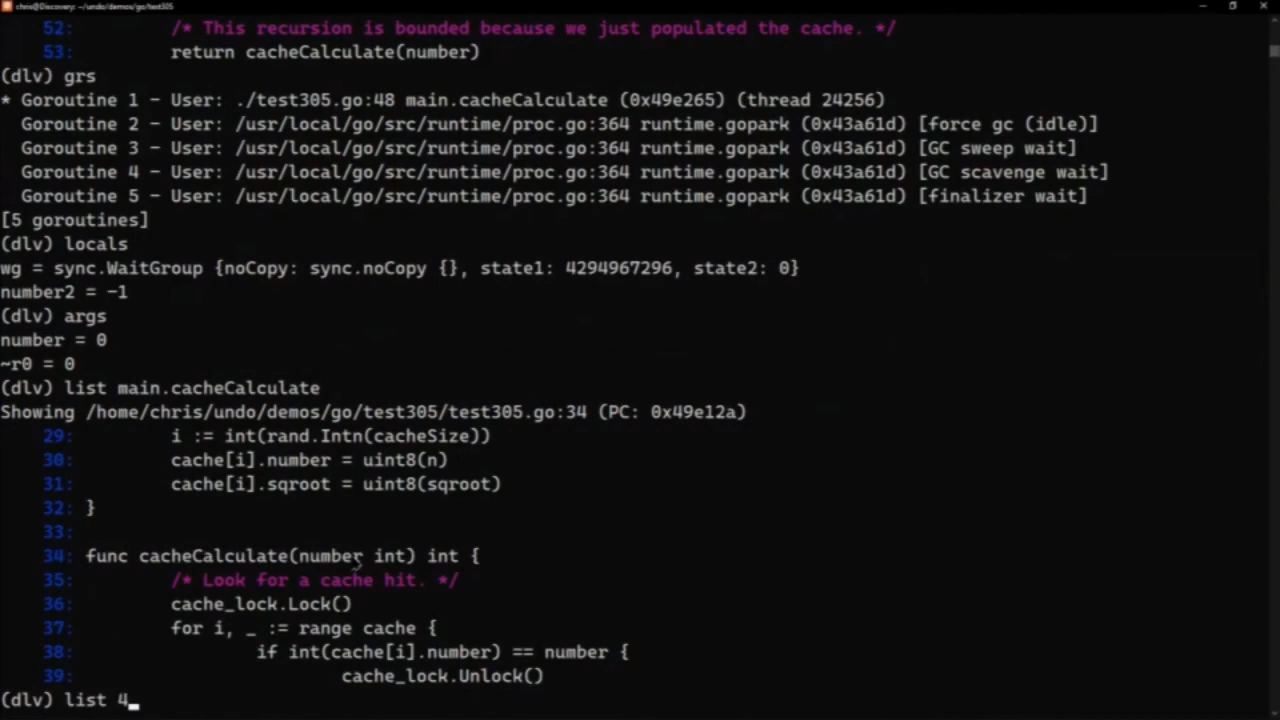 chris@Discovery: ~/undo/demos/go/test305
52: /* This recursion is bounded because we just populated the cache. */
53: return cacheCalculate(number)
(dlv) grs
* Goroutine 1 - User: ./test305.go:48 main.cacheCalculate (0x49e265) (thread 24256)
Goroutine 2 - User: /usr/local/go/src/runtime/proc.go:364 runtime.gopark (0x43a61d) [force gc (idle)]
Goroutine 3 - User: /usr/local/go/src/runtime/proc.go:364 runtime.gopark (0x43a61d) [GC sweep wait]
Goroutine 4 - User: /usr/local/go/src/runtime/proc.go:364 runtime.gopark (0x43a61d) [GC scavenge wait]
Goroutine 5 - User: /usr/local/go/src/runtime/proc.go:364 runtime.gopark (0x43a61d) [finalizer wait]
[5 goroutines]
(dlv) locals
wg = sync.WaitGroup {noCopy: sync.noCopy {}, state1: 4294967296, state2: 0}
number2 = -1
(dlv) args
number = 0
~r0 = 0
(dlv) list main.cacheCalculate
Showing /home/chris/undo/demos/go/test305/test305.go:34 (PC: 0x49e12a)
29: i := int(rand.Intn(cacheSize))
30: cache[i].number = uint8(n)
31: cache[i].sqroot = uint8(sqroot)
32: }
33:
34: func cacheCalculate(number int) int {
35: /* Look for a cache hit. */
36: cache_lock.Lock()
37: for i, _ := range cache {
38: if int(cache[i].number) == number {
39: cache_lock.Unlock()
(dlv) list 4